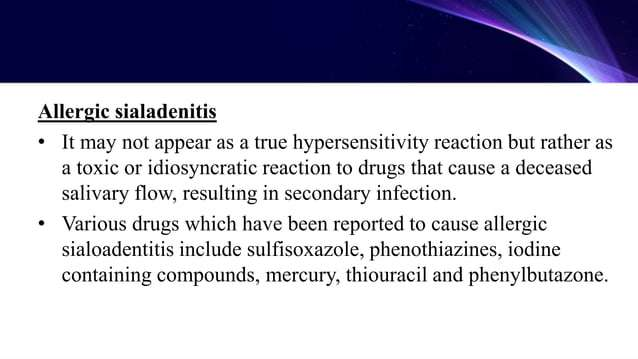 Allergic sialadenitis
• It may not appear as a true hypersensitivity reaction but rather as
a toxic or idiosyncratic reaction to drugs that cause a deceased
salivary flow, resulting in secondary infection.
• Various drugs which have been reported to cause allergic
sialoadentitis include sulfisoxazole, phenothiazines, iodine
containing compounds, mercury, thiouracil and phenylbutazone.